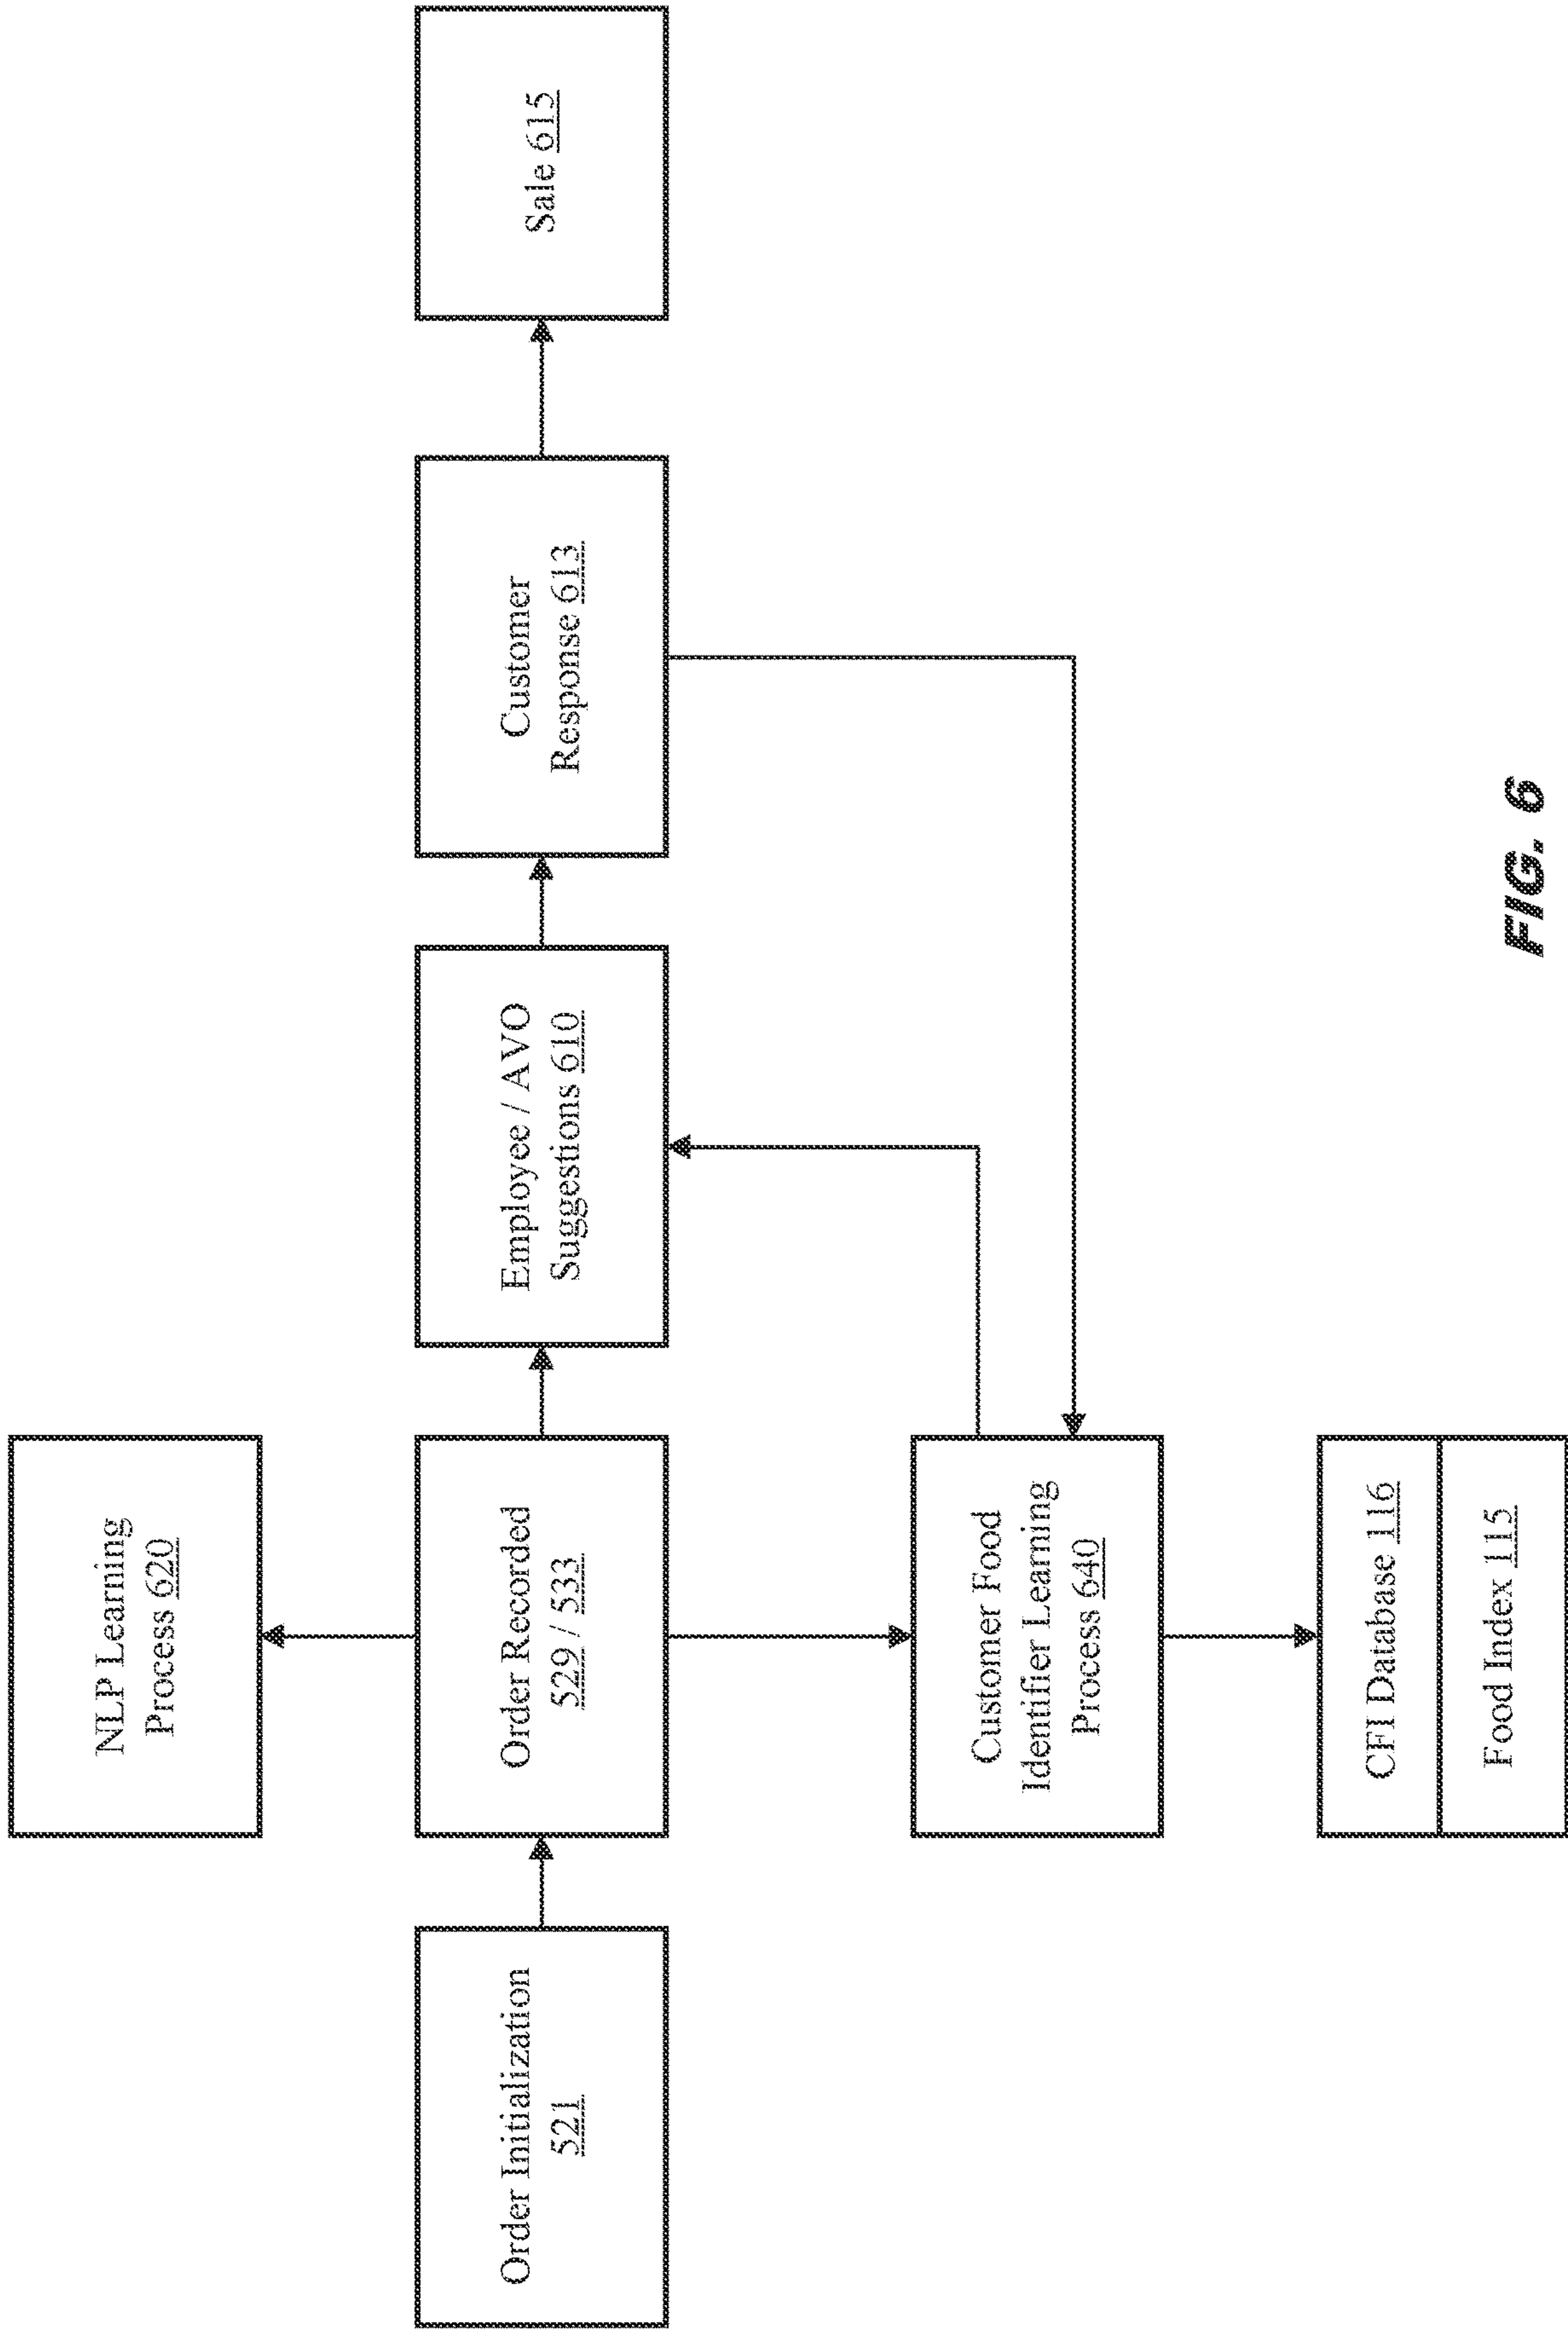 NLP Learning
Process 620
Order Initialization
521
Order Recorded
529 / 533
Employee / AVO
Suggestions 610
Customer
Response 613
Sale 615
Customer Food
Identifier Learning
Process 640
CFI Database 116
Food Index 115
FIG. 6